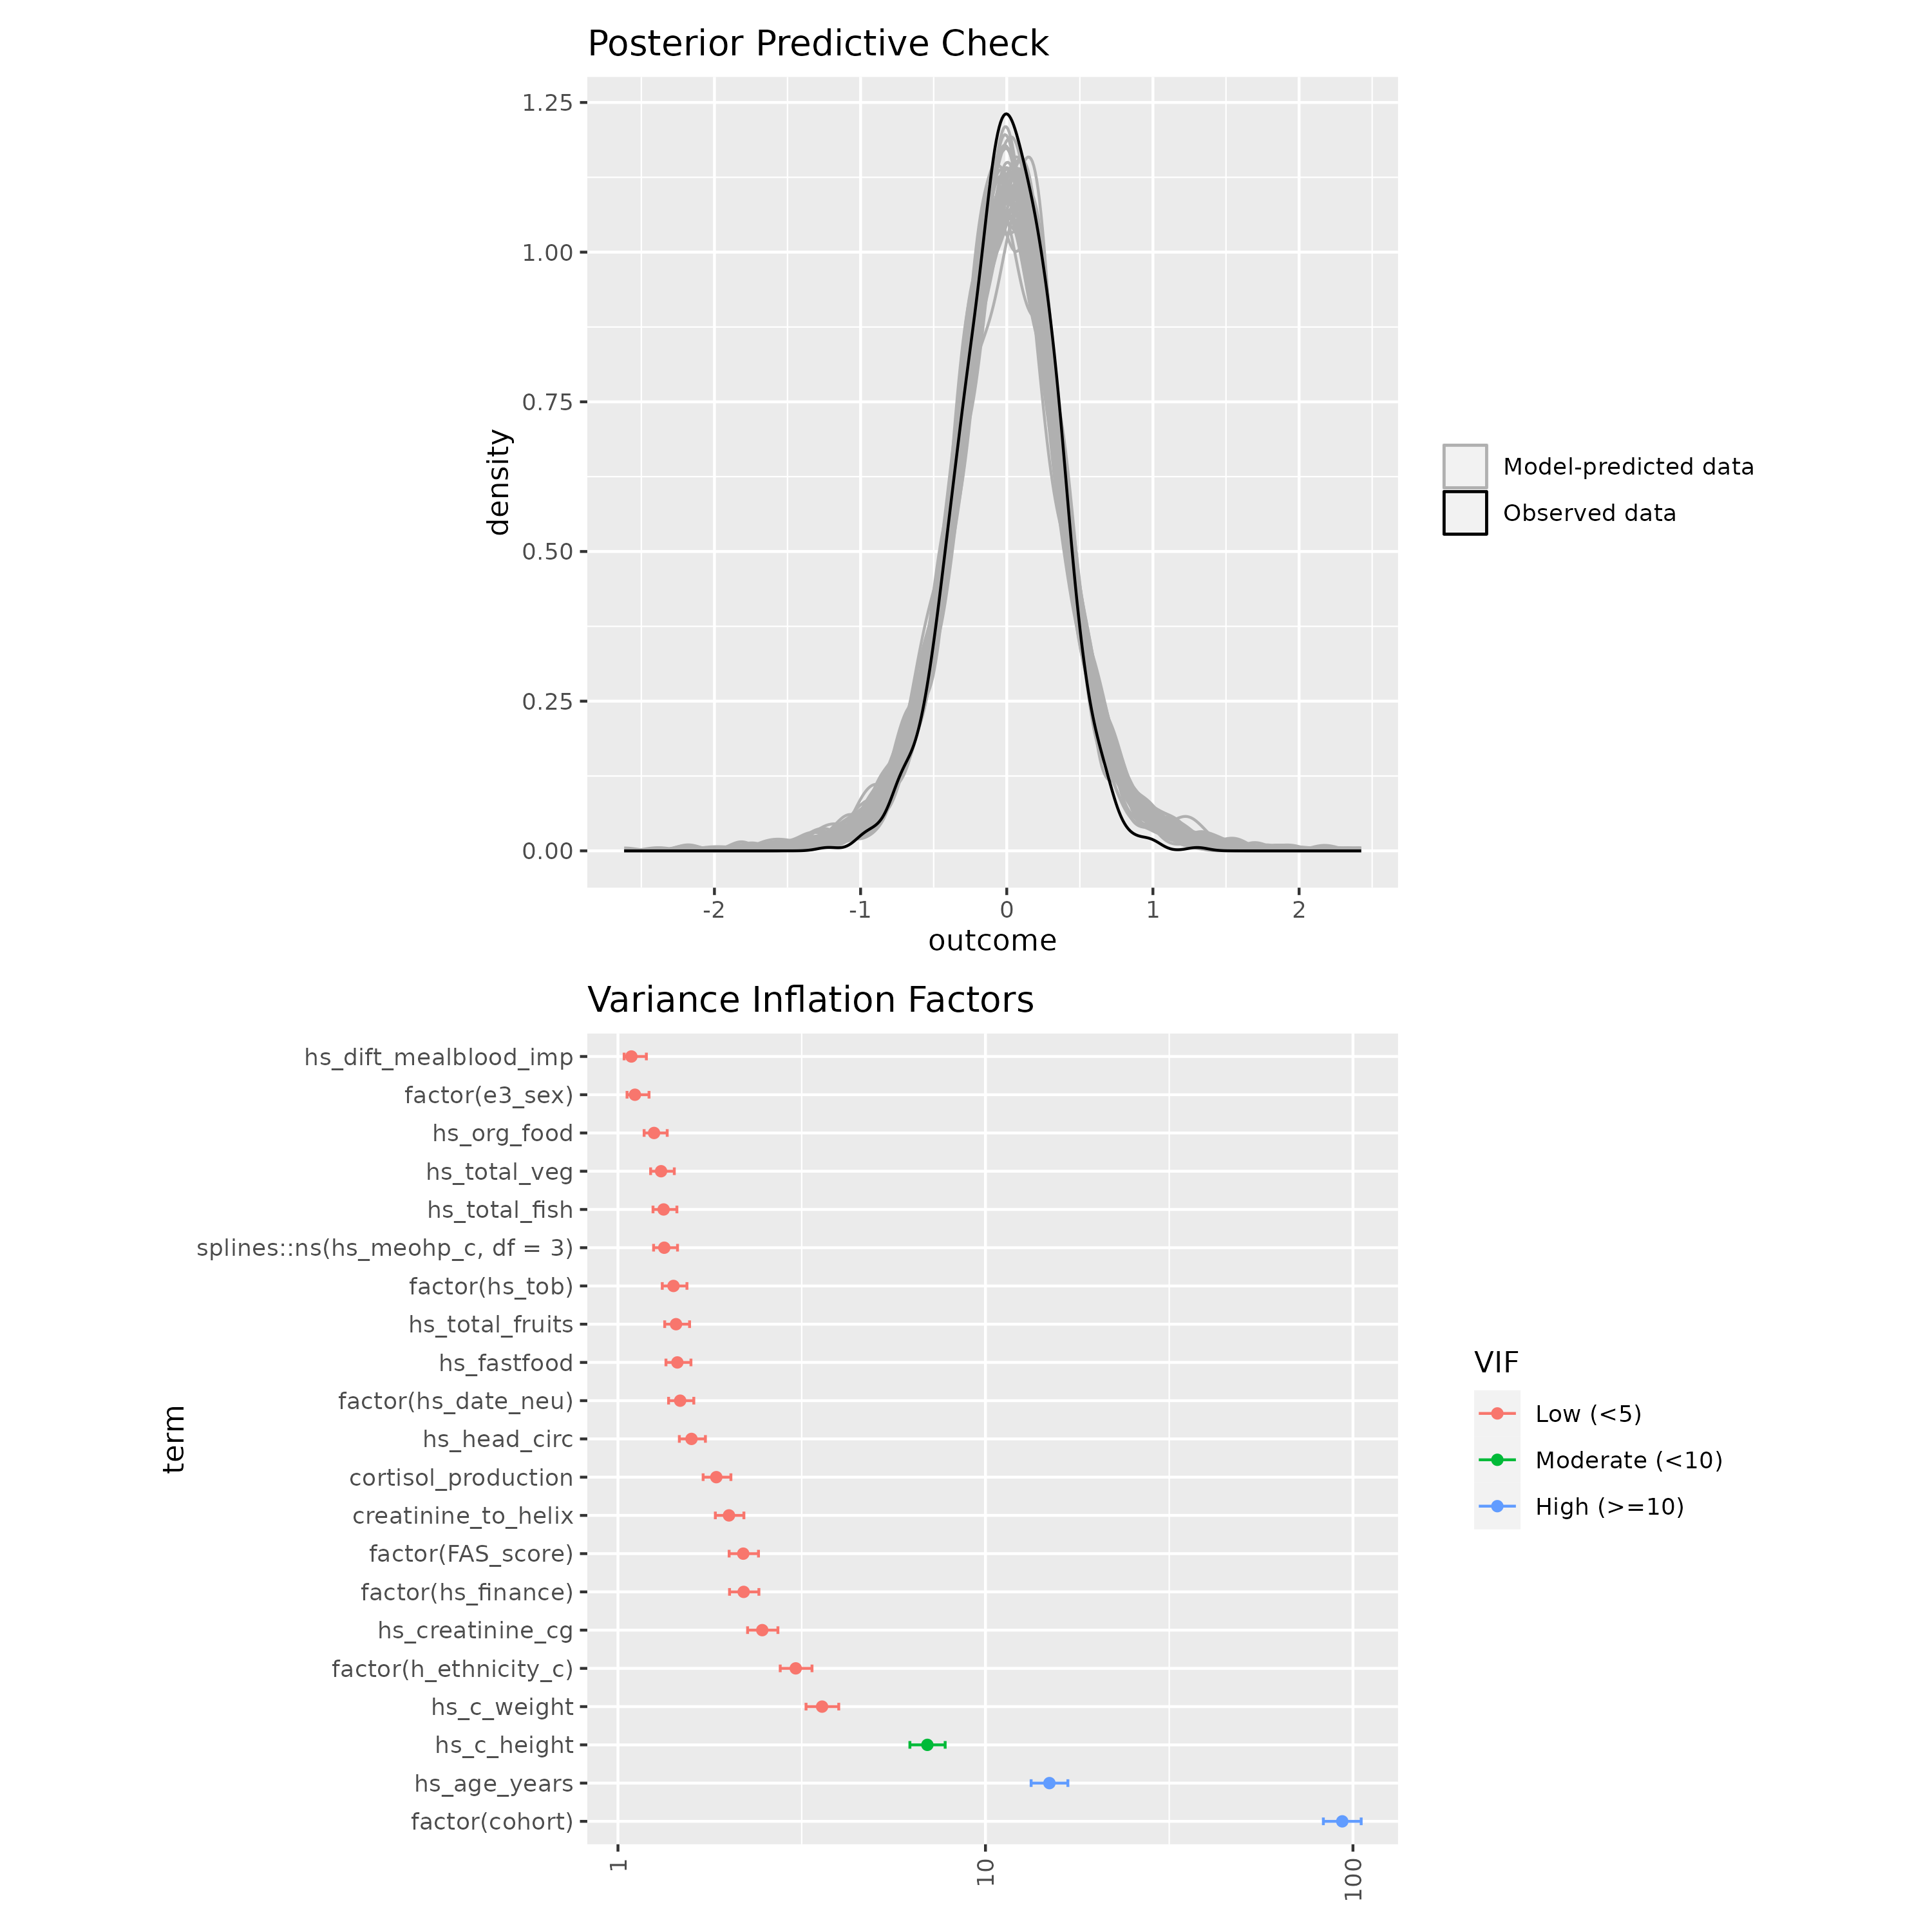 Posterior Predictive Check
1.25
1.00
0.75
0.50
0.25
0.00
density
-2 -1 0 1 2
outcome
Model-predicted data
Observed data
Variance Inflation Factors
term
hs_dift_mealblood_imp
factor(e3_sex)
hs_org_food
hs_total_veg
hs_total_fish
splines::ns(hs_meohp_c, df = 3)
factor(hs_tob)
hs_total_fruits
hs_fastfood
factor(hs_date_neu)
hs_head_circ
cortisol_production
creatinine_to_helix
factor(FAS_score)
factor(hs_finance)
hs_creatinine_cg
factor(h_ethnicity_c)
hs_c_weight
hs_c_height
hs_age_years
factor(cohort)
1 10 100
VIF
Low (<5)
Moderate (<10)
High (>=10)